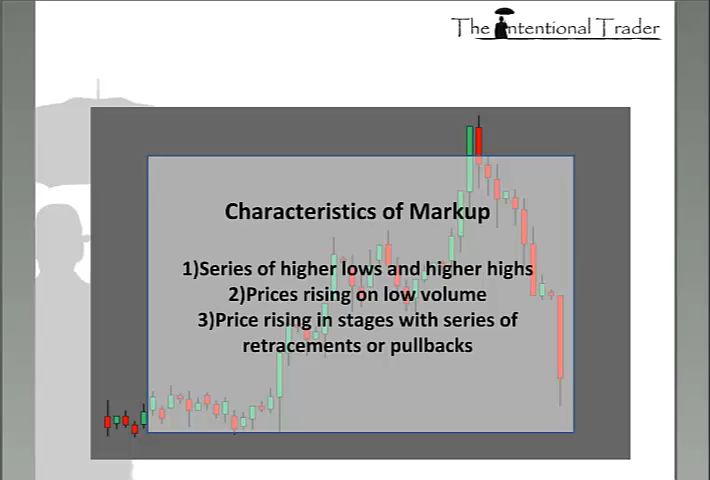 The Intentional Trader
Characteristics of Markup
1)Series of higher lows and higher highs
2)Prices rising on low volume
3)Price rising in stages with series of
retracements or pullbacks